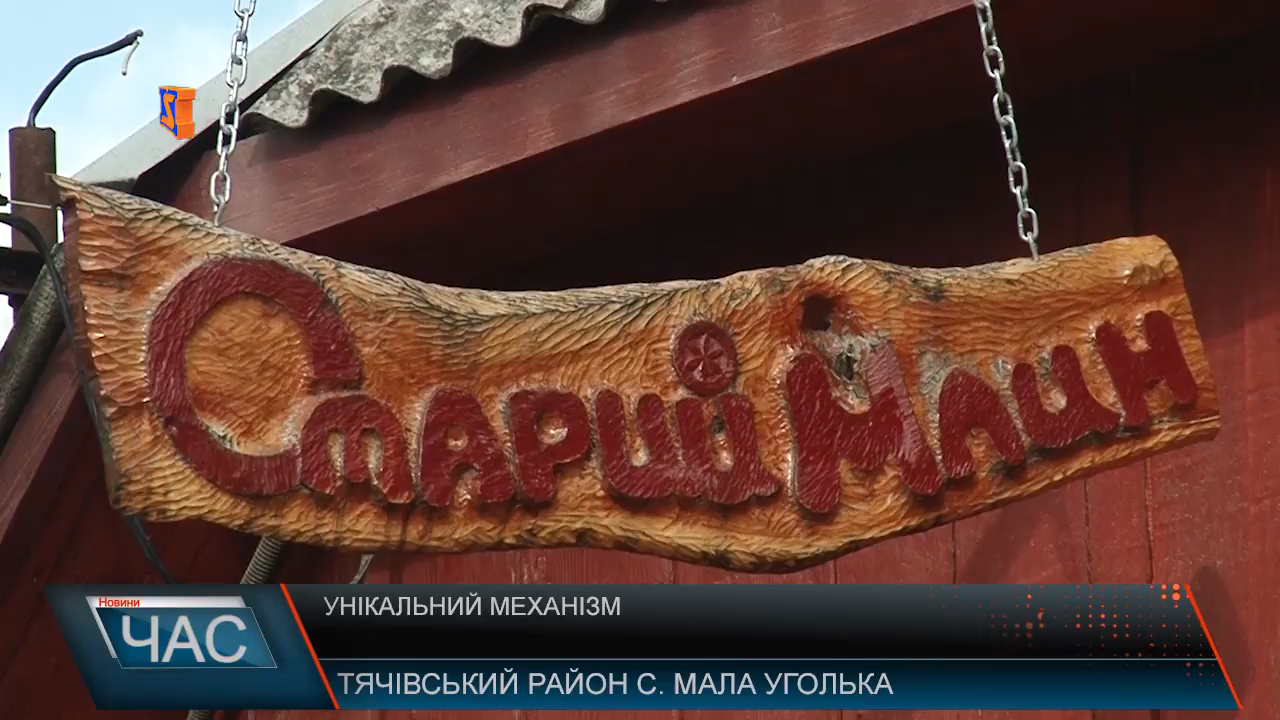 Старий Млин
Новини
ЧАС
УНІКАЛЬНИЙ МЕХАНІЗМ
ТЯЧІВСЬКИЙ РАЙОН С. МАЛА УГОЛЬКА